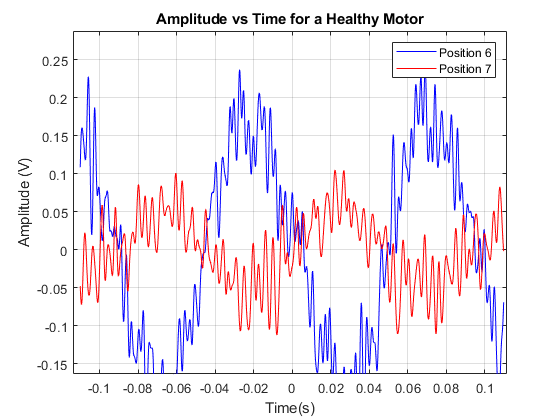 Amplitude vs Time for a Healthy Motor
Position 6
Position 7
0.25
0.2
0.15
0.1
0.05
0
-0.05
-0.1
-0.15
Amplitude (V)
-0.1 -0.08 -0.06 -0.04 -0.02 0 0.02 0.04 0.06 0.08 0.1
Time(s)